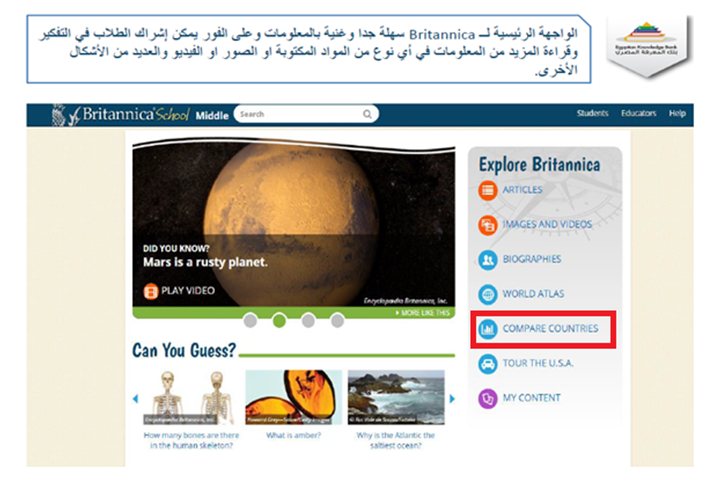 الواجهة الرئيسية لــ Britannica سهلة جدا وغنية بالمعلومات وعلى الفور يمكن إشراك الطلاب في التفكير
وقراءة المزيد من المعلومات في أي نوع من المواد المكتوبة او الصور او الفيديو والعديد من الأشكال
الأخرى.
Egyptian Knowledge Bank
بنك المعرفة المصري
Britannica School Middle
Search
Students Educators Help
DID YOU KNOW?
Mars is a rusty planet.
PLAY VIDEO
Encyclopædia Britannica, Inc.
MORE LIKE THIS
Explore Britannica
ARTICLES
IMAGES AND VIDEOS
BIOGRAPHIES
WORLD ATLAS
COMPARE COUNTRIES
TOUR THE U.S.A.
MY CONTENT
Can You Guess?
Encyclopædia Britannica, Inc.
How many bones are there
in the human skeleton?
What is amber?
Why is the Atlantic the
saltiest ocean?